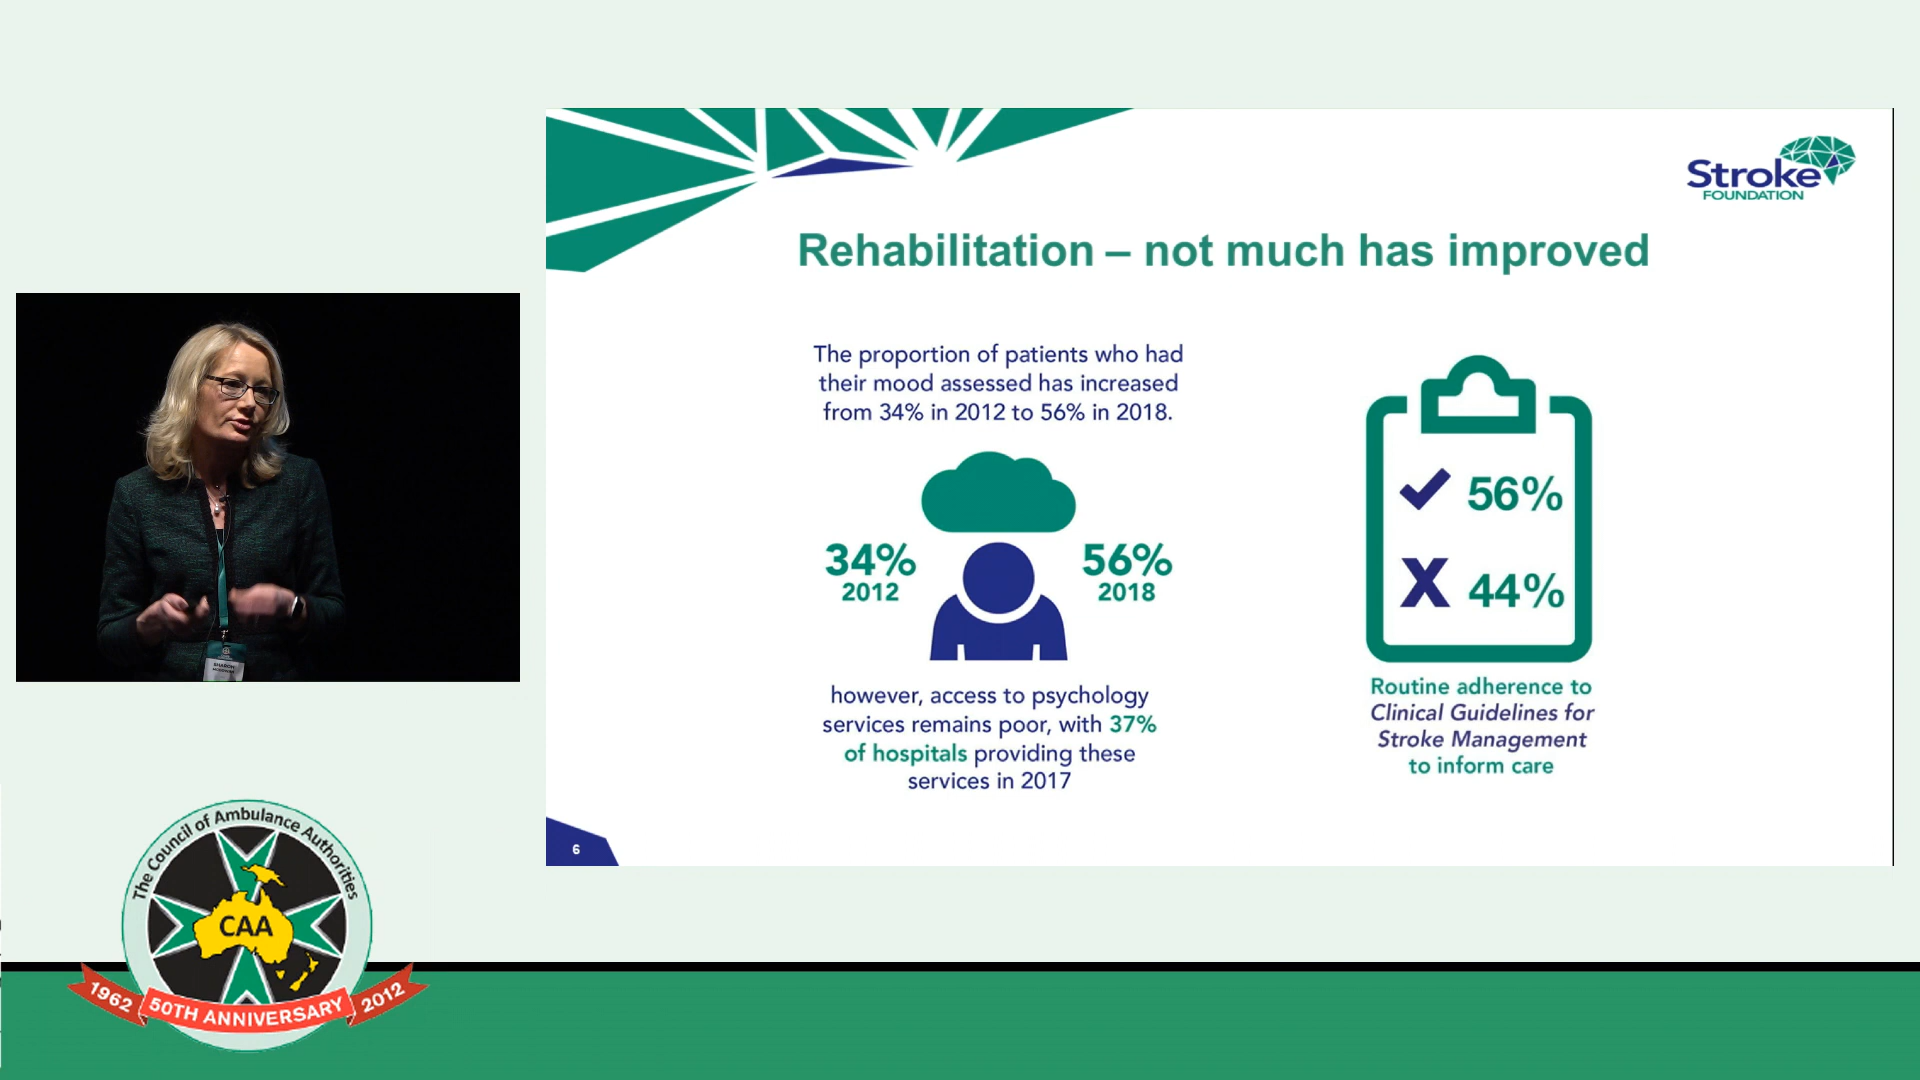 Stroke
FOUNDATION
Rehabilitation – not much has improved
The proportion of patients who had
their mood assessed has increased
from 34% in 2012 to 56% in 2018.
34%
2012
56%
2018
however, access to psychology
services remains poor, with 37%
of hospitals providing these
services in 2017
56%
X 44%
Routine adherence to
Clinical Guidelines for
Stroke Management
to inform care
6
SHARON
The Council of Ambulance Authorities
CAA
1962 50TH ANNIVERSARY 2012